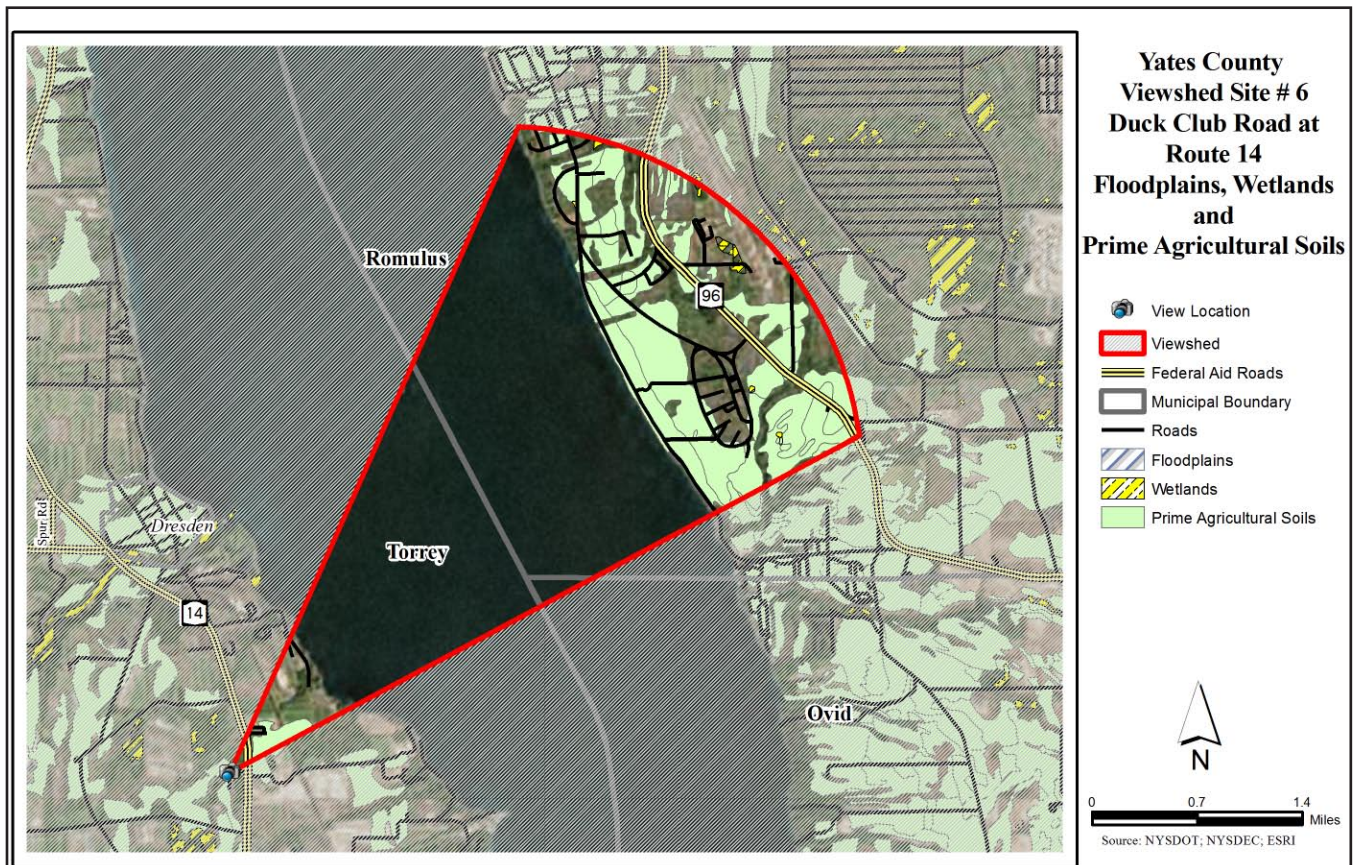 Yates County
Viewshed Site # 6
Duck Club Road at
Route 14
Floodplains, Wetlands
and
Prime Agricultural Soils
View Location
Viewshed
Federal Aid Roads
Municipal Boundary
Roads
Floodplains
Wetlands
Prime Agricultural Soils
N
0 0.7 1.4
Miles
Source: NYSDOT; NYSDEC; ESRI
Romulus
96
Spur Rd
Dresden
Torrey
14
Ovid